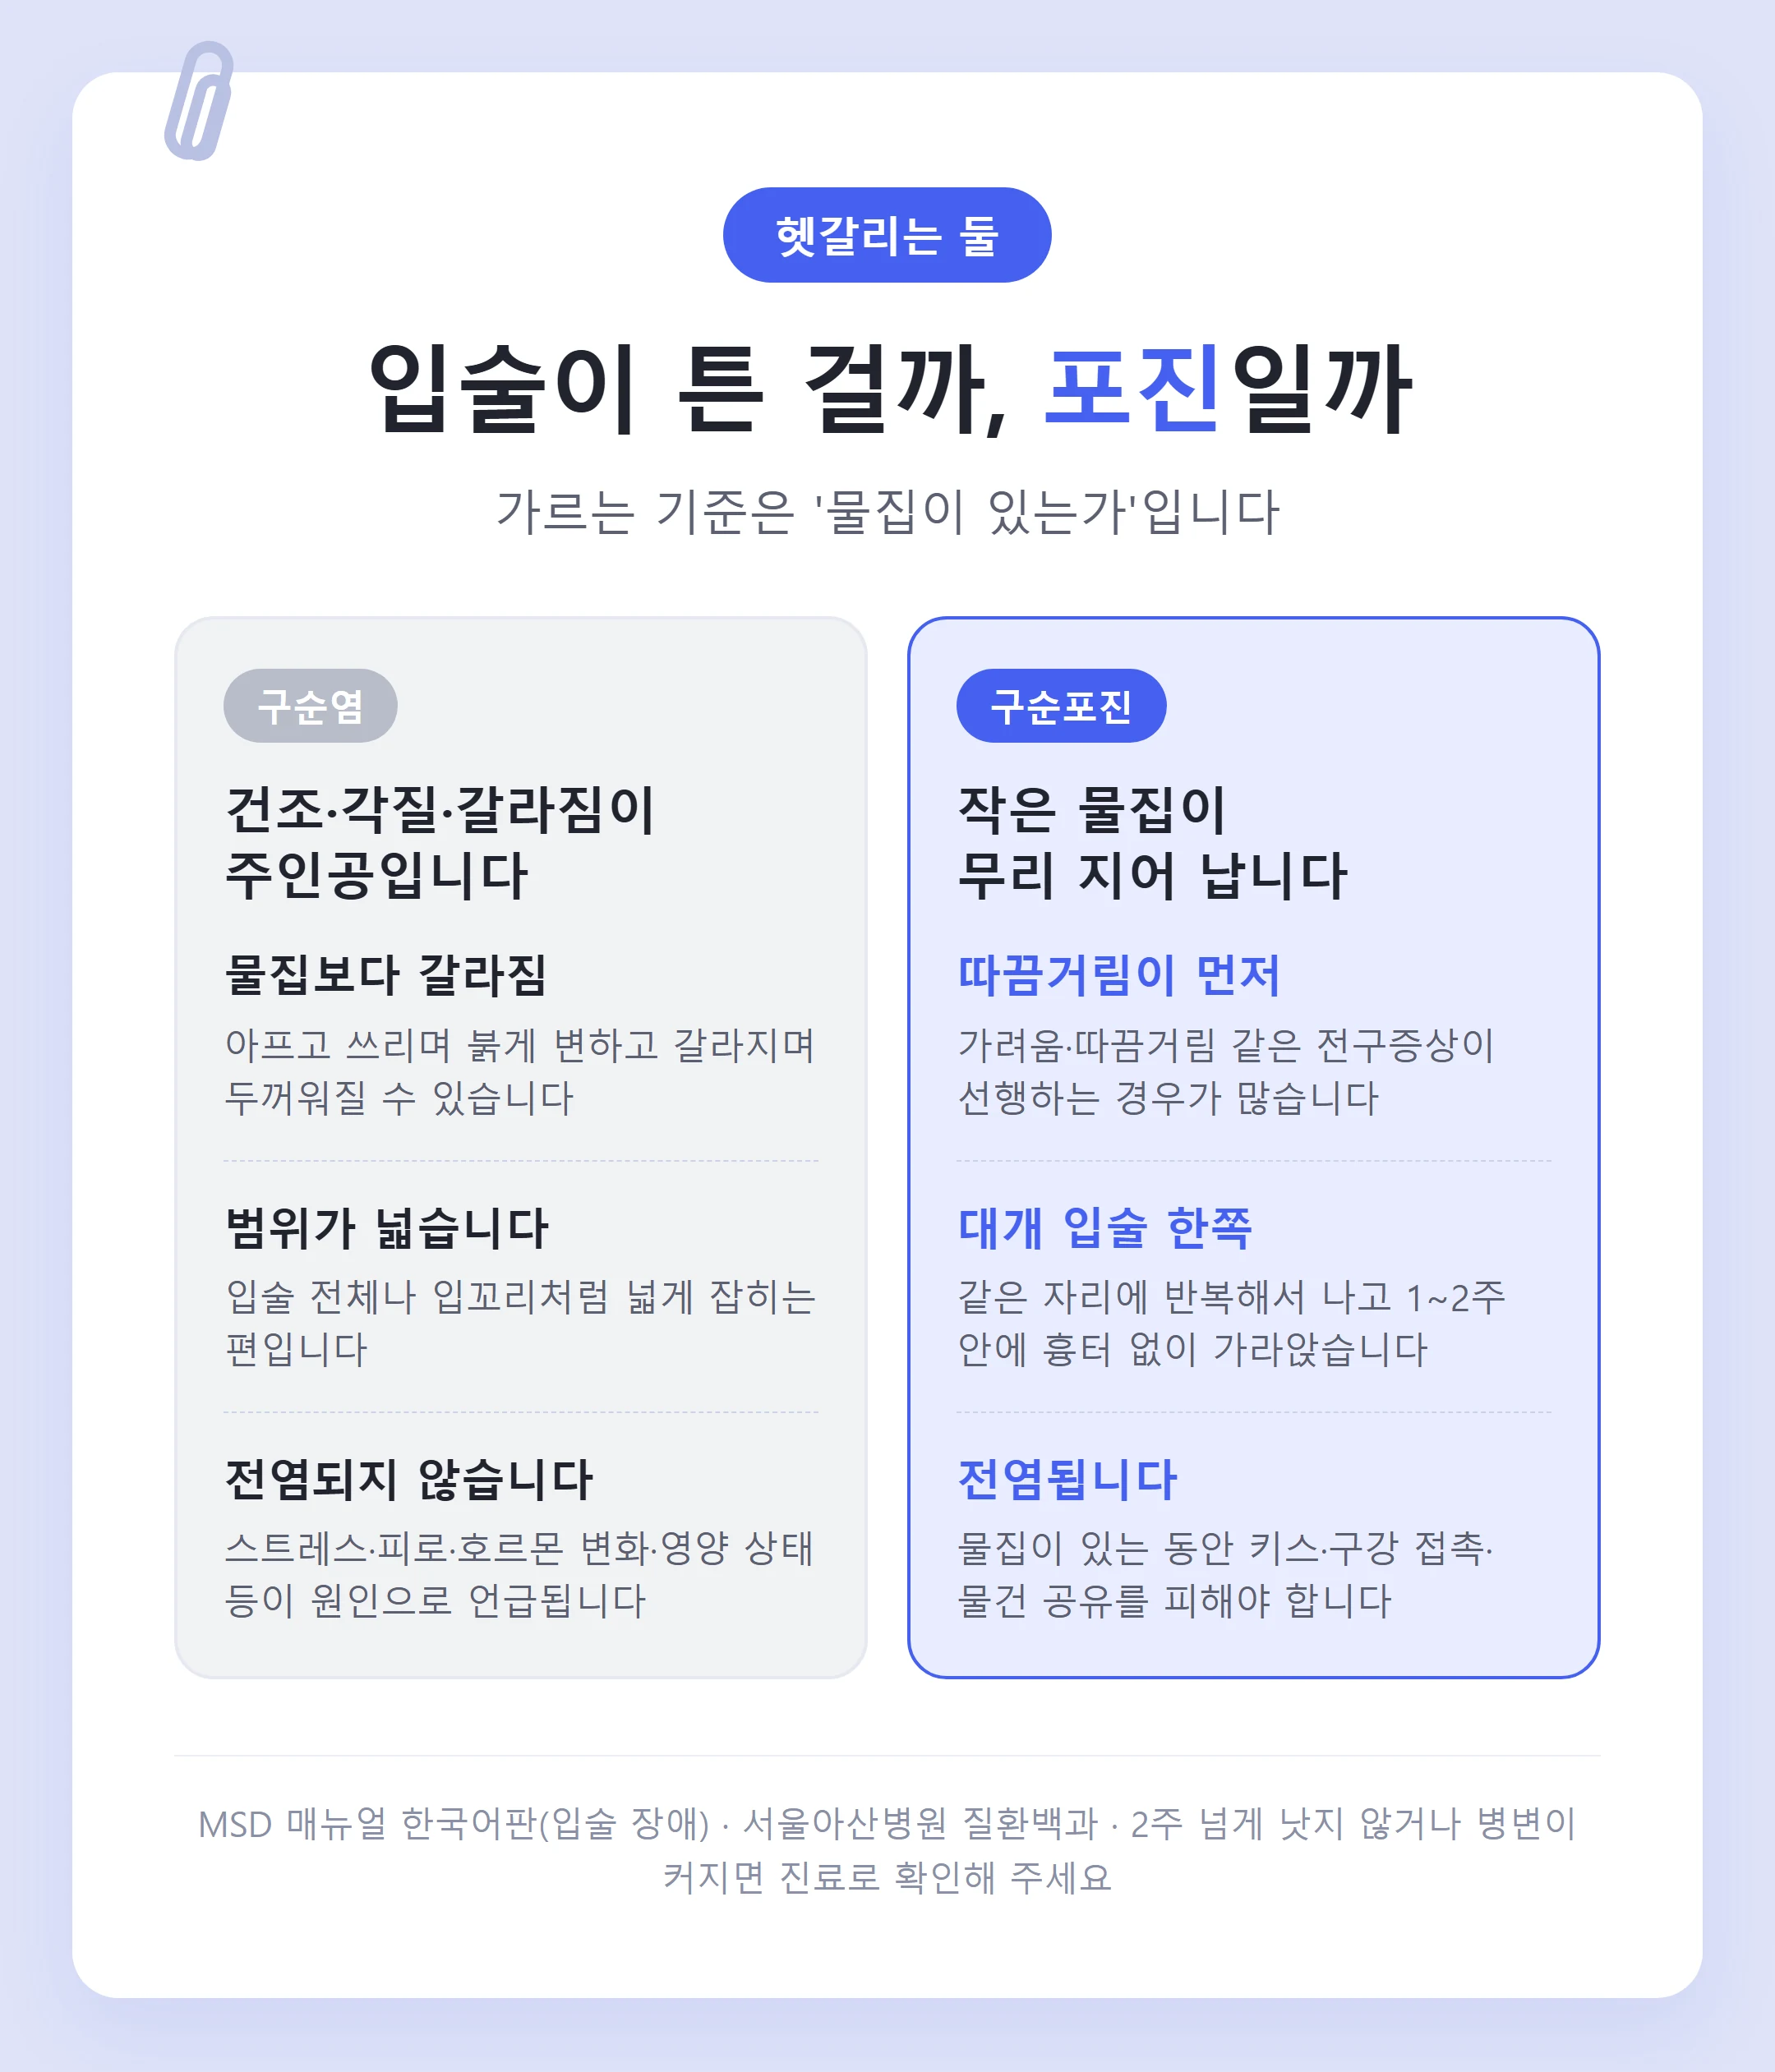 헷갈리는 둘
입술이 튼 걸까, 포진일까
가르는 기준은 '물집이 있는가'입니다
구순염
건조·각질·갈라짐이
주인공입니다
물집보다 갈라짐
아프고 쓰리며 붉게 변하고 갈라지며
두꺼워질 수 있습니다
범위가 넓습니다
입술 전체나 입꼬리처럼 넓게 잡히는
편입니다
전염되지 않습니다
스트레스·피로·호르몬 변화·영양 상태
등이 원인으로 언급됩니다
구순포진
작은 물집이
무리 지어 납니다
따끔거림이 먼저
가려움·따끔거림 같은 전구증상이
선행하는 경우가 많습니다
대개 입술 한쪽
같은 자리에 반복해서 나고 1~2주
안에 흉터 없이 가라앉습니다
전염됩니다
물집이 있는 동안 키스·구강 접촉·
물건 공유를 피해야 합니다
MSD 매뉴얼 한국어판(입술 장애) · 서울아산병원 질환백과 · 2주 넘게 낫지 않거나 병변이
커지면 진료로 확인해 주세요